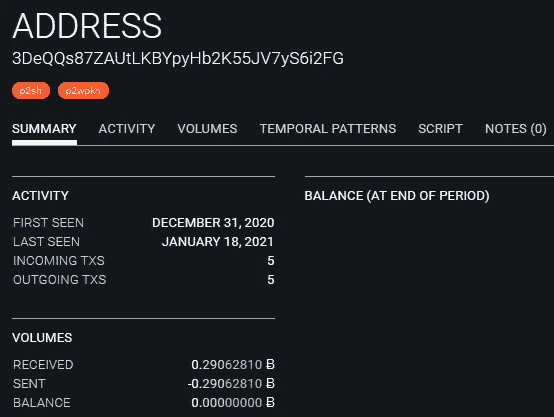 ADDRESS
3DeQQs87ZAUtLKBYpyHb2K55JV7yS6i2FG
p2sh p2wpkh
SUMMARY ACTIVITY VOLUMES TEMPORAL PATTERNS SCRIPT NOTES (0)
ACTIVITY
FIRST SEEN DECEMBER 31, 2020
LAST SEEN JANUARY 18, 2021
INCOMING TXS 5
OUTGOING TXS 5
BALANCE (AT END OF PERIOD)
VOLUMES
RECEIVED 0.29062810 Ƀ
SENT -0.29062810 Ƀ
BALANCE 0.00000000 Ƀ